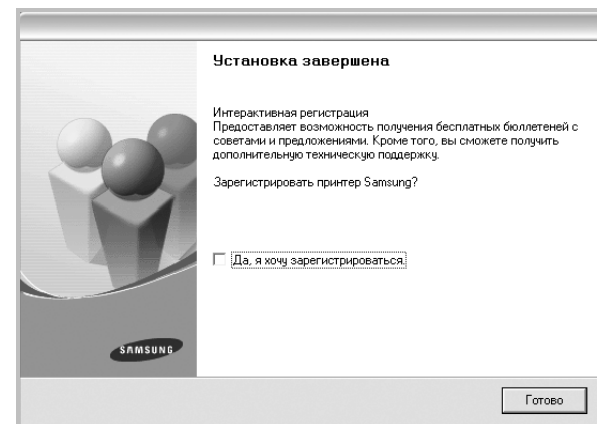 Установка завершена
Интерактивная регистрация
Предоставляет возможность получения бесплатных бюллетеней с
советами и предложениями. Кроме того, вы сможете получить
дополнительную техническую поддержку.
Зарегистрировать принтер Samsung?
Да, я хочу зарегистрироваться.
SAMSUNG
Готово